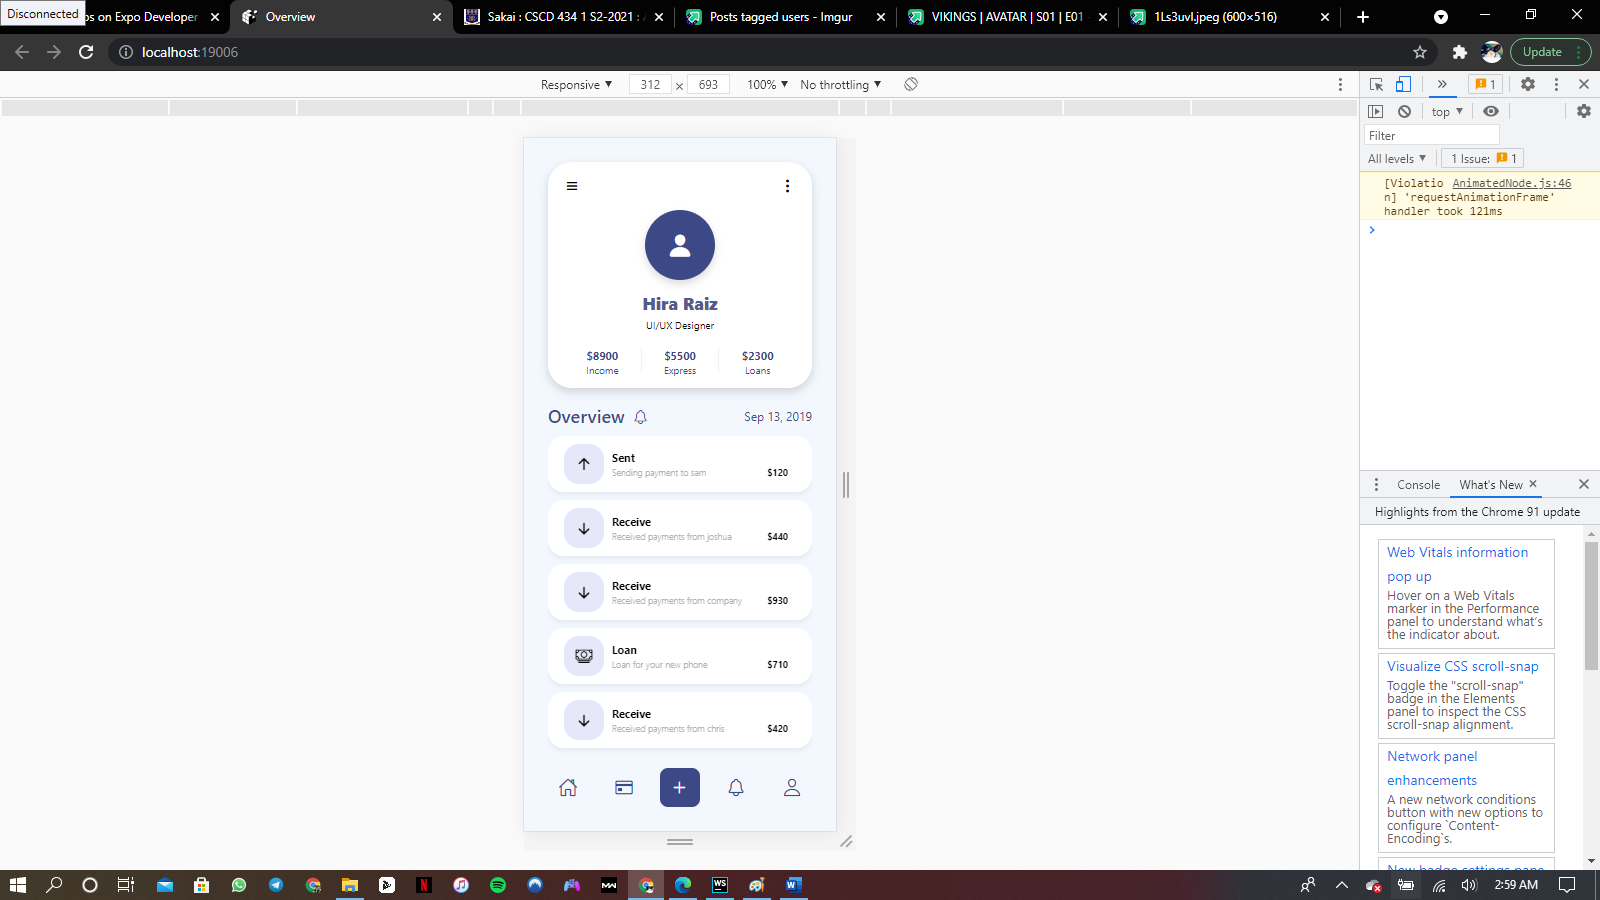 Disconnected
os on Expo Developer
Overview
Sakai : CSCD 434 1 S2-2021 : A
Posts tagged users - Imgur
VIKINGS | AVATAR | S01 | E01
1Ls3uvI.jpeg (600×516)
localhost:19006
Update
Responsive
312 × 693
100%
No throttling
1
top
Filter
All levels
1 Issue: 1
[Violatio AnimatedNode.js:46
n] 'requestAnimationFrame'
handler took 121ms
Hira Raiz
UI/UX Designer
$8900 $5500 $2300
Income Express Loans
Overview Sep 13, 2019
Sent
Sending payment to sam $120
Receive
Received payments from joshua $440
Receive
Received payments from company $930
Loan
Loan for your new phone $710
Receive
Received payments from chris $420
Console What's New
Highlights from the Chrome 91 update
Web Vitals information
pop up
Hover on a Web Vitals
marker in the Performance
panel to understand what's
the indicator about.
Visualize CSS scroll-snap
Toggle the "scroll-snap"
badge in the Elements
panel to inspect the CSS
scroll-snap alignment.
Network panel
enhancements
A new network conditions
button with new options to
configure `Content-
Encoding`s.
New badge settings pane
2:59 AM